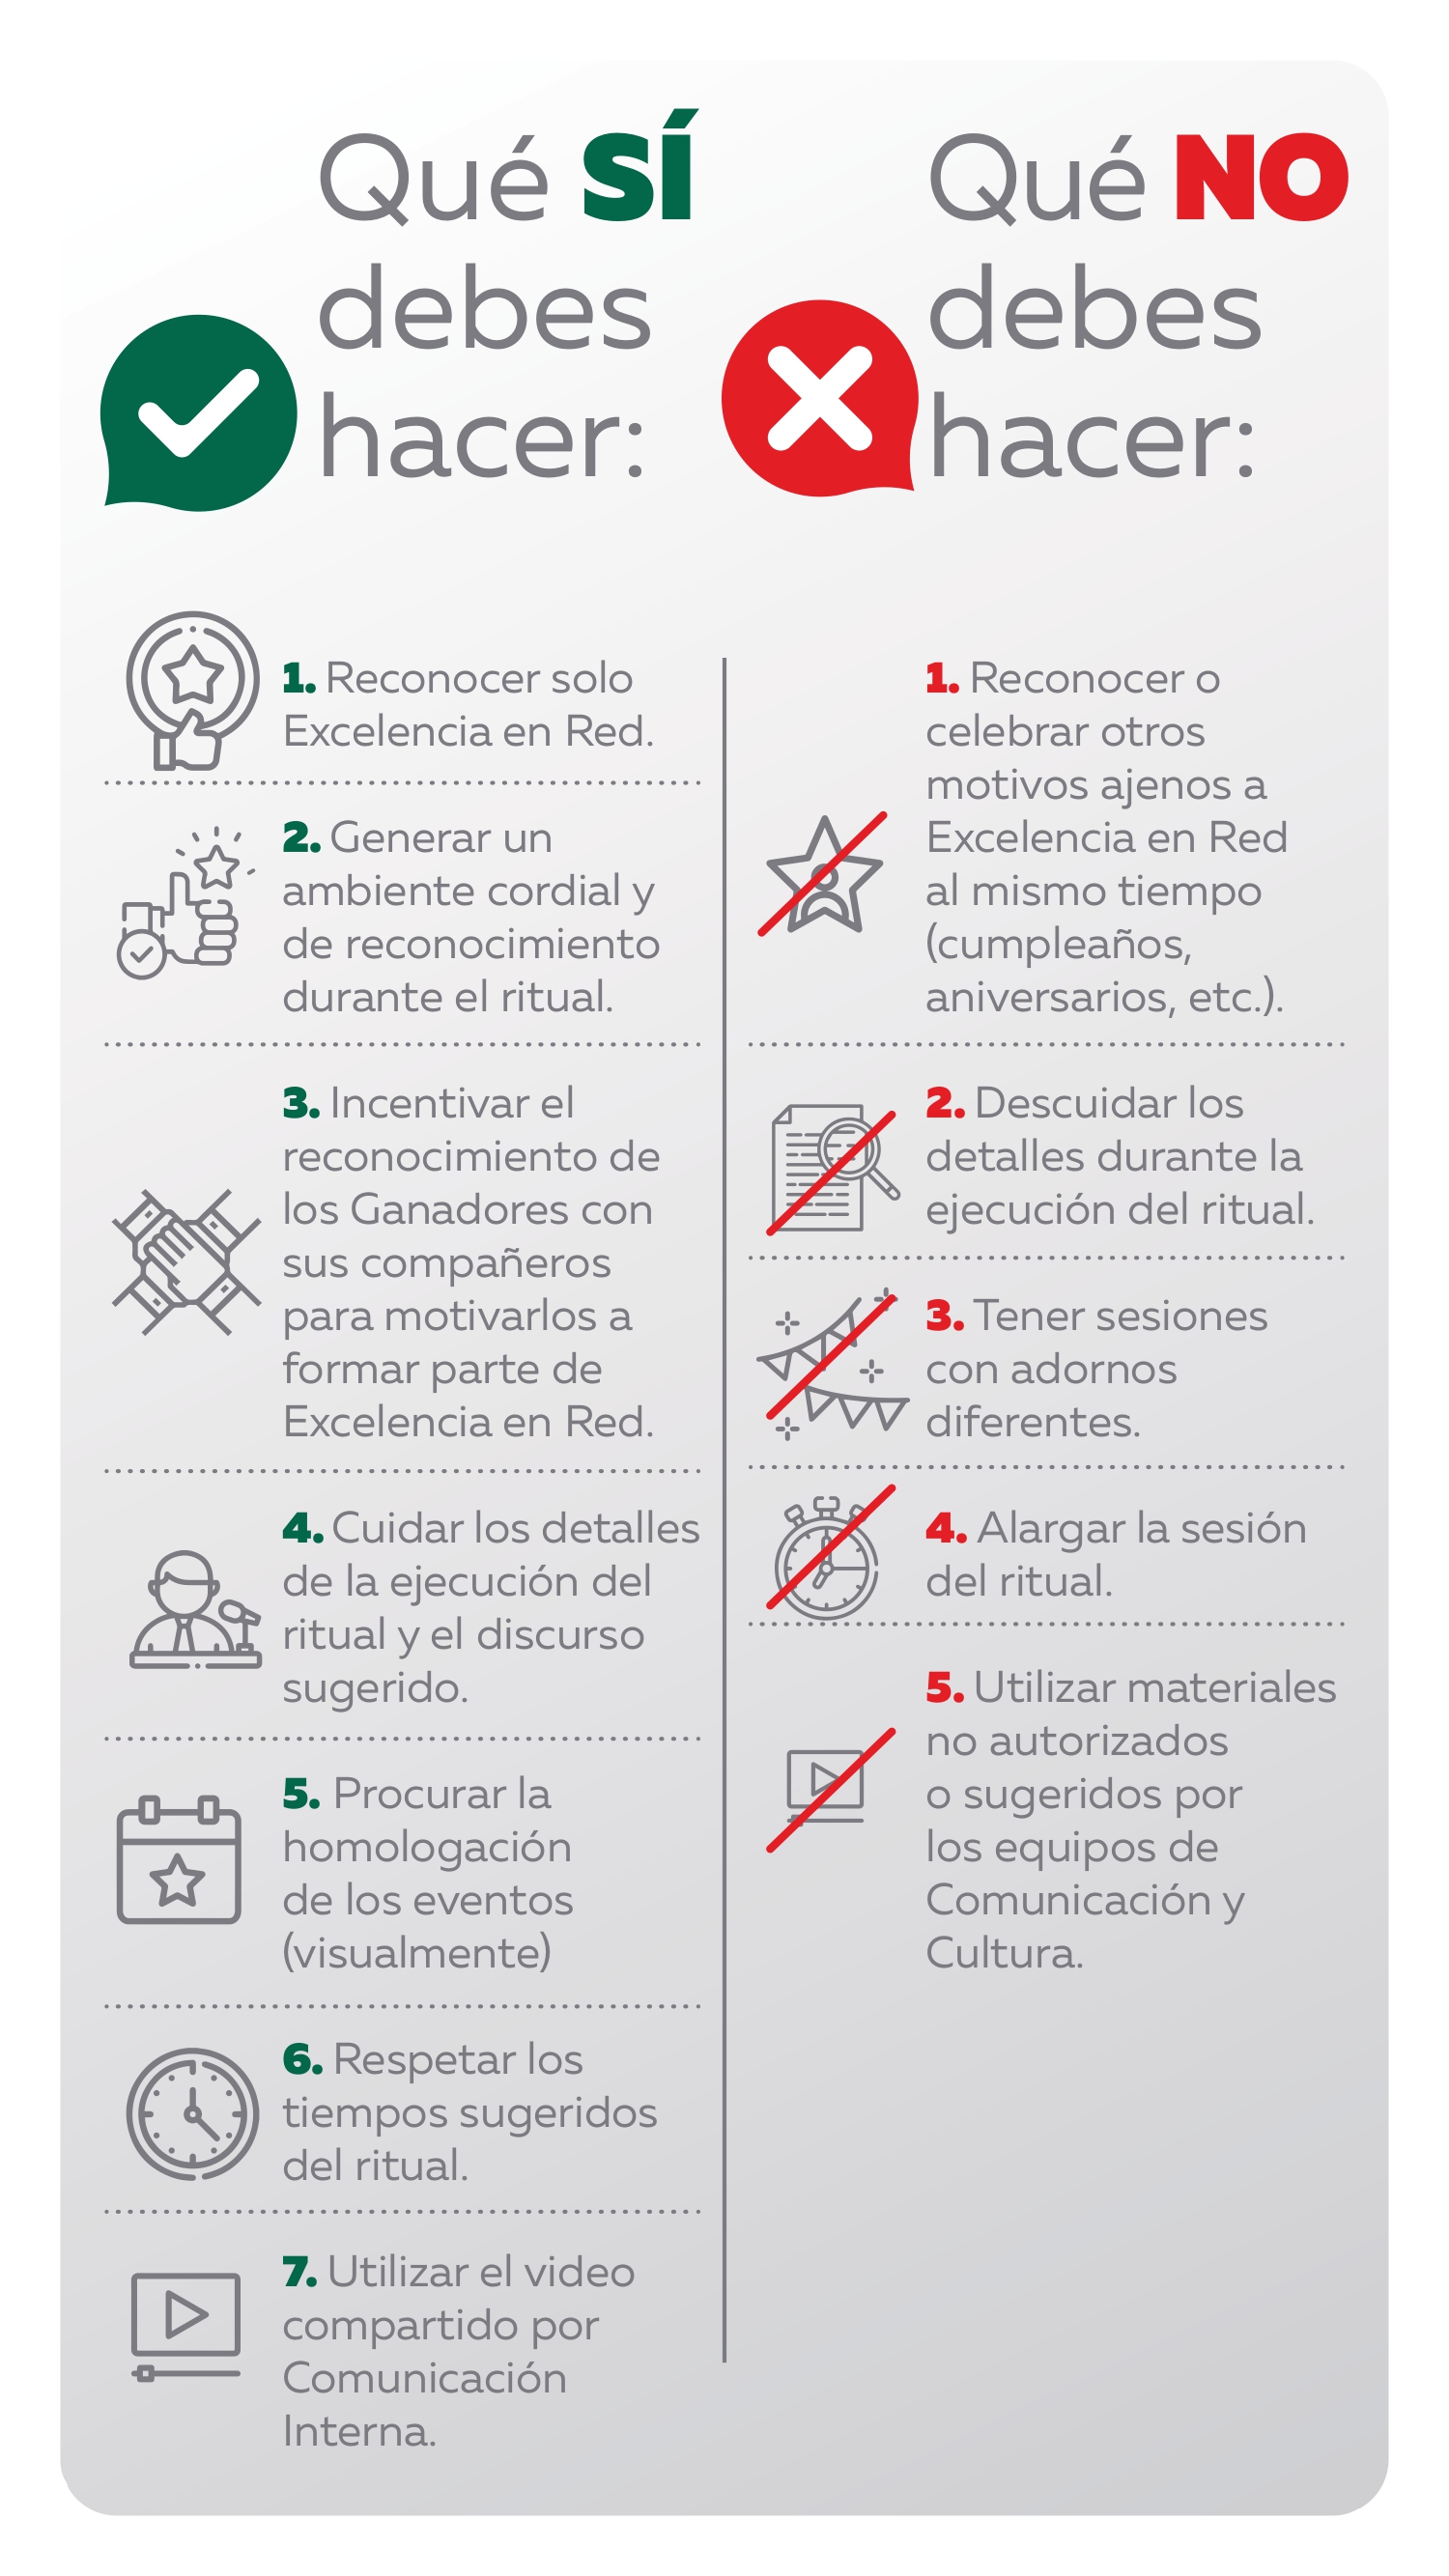 Qué SÍ
debes
hacer:
1. Reconocer solo
Excelencia en Red.
2. Generar un
ambiente cordial y
de reconocimiento
durante el ritual.
3. Incentivar el
reconocimiento de
los Ganadores con
sus compañeros
para motivarlos a
formar parte de
Excelencia en Red.
4. Cuidar los detalles
de la ejecución del
ritual y el discurso
sugerido.
5. Procurar la
homologación
de los eventos
(visualmente)
6. Respetar los
tiempos sugeridos
del ritual.
7. Utilizar el video
compartido por
Comunicación
Interna.
Qué NO
debes
hacer:
1. Reconocer o
celebrar otros
motivos ajenos a
Excelencia en Red
al mismo tiempo
(cumpleaños,
aniversarios, etc.).
2. Descuidar los
detalles durante la
ejecución del ritual.
3. Tener sesiones
con adornos
diferentes.
4. Alargar la sesión
del ritual.
5. Utilizar materiales
no autorizados
o sugeridos por
los equipos de
Comunicación y
Cultura.